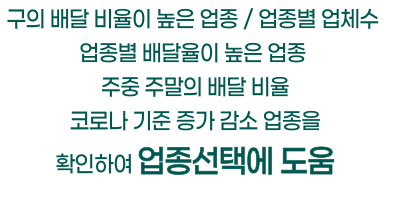 구의 배달 비율이 높은 업종 / 업종별 업체수
업종별 배달율이 높은 업종
주중 주말의 배달 비율
코로나 기준 증가 감소 업종을
확인하여 업종선택에 도움